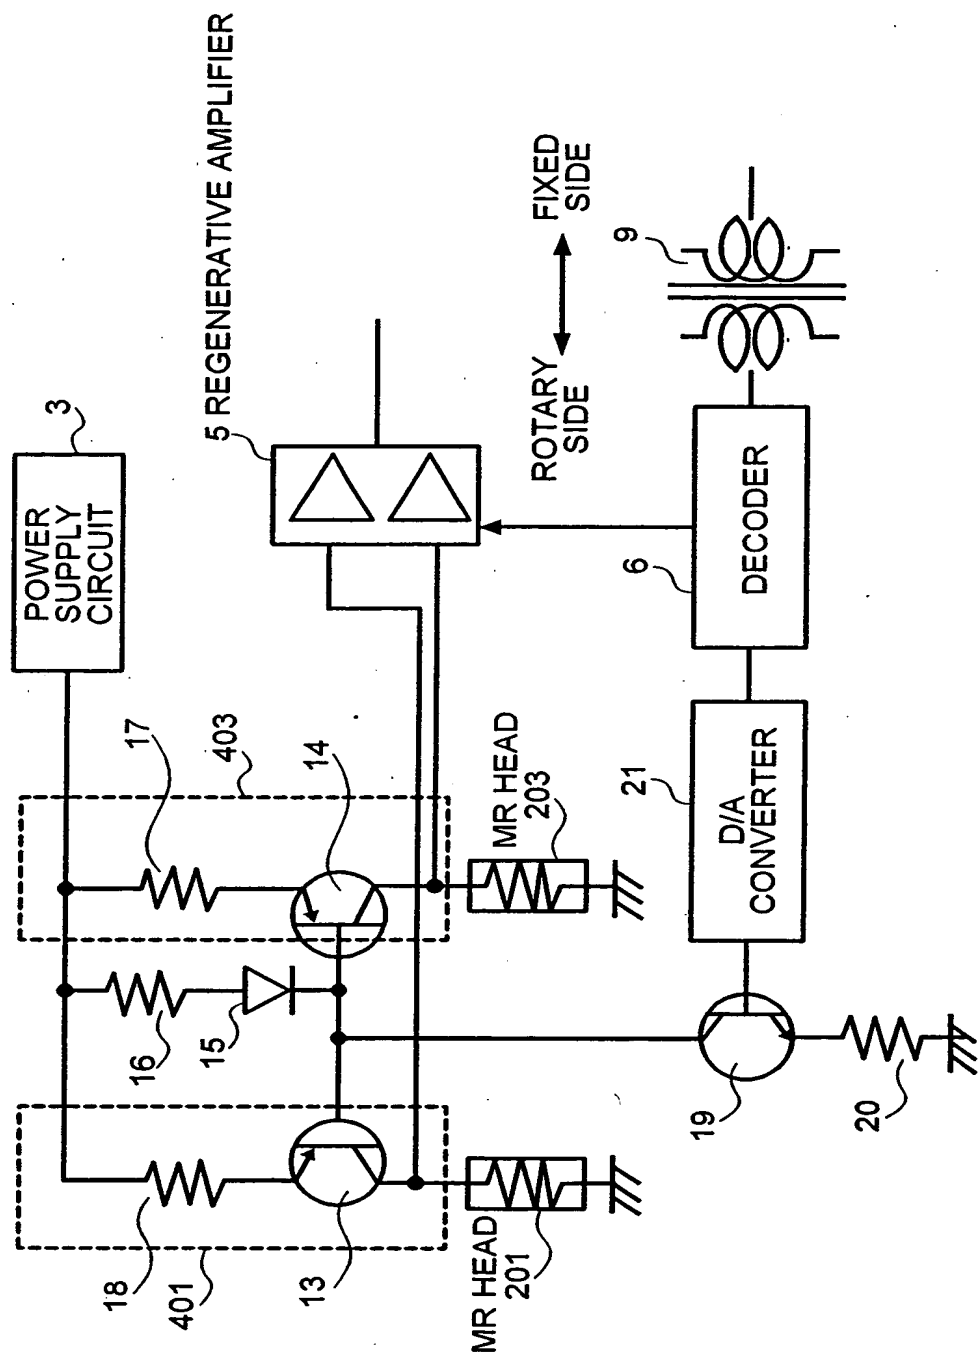 POWER
SUPPLY
CIRCUIT
3
5 REGENERATIVE AMPLIFIER
FIXED
SIDE
ROTARY
SIDE
9
17
403
14
MR HEAD
203
16
15
18
401
13
MR HEAD
201
6
DECODER
21
D/A
CONVERTER
19
20